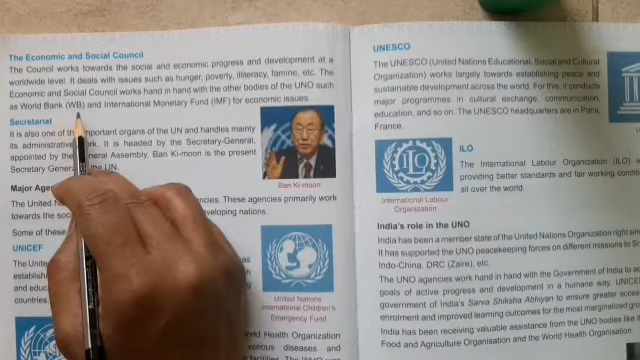 The Economic and Social Council
The Council works towards the social and economic progress and development at a
worldwide level. It deals with issues such as hunger, poverty, illiteracy, famine, etc. The
Economic and Social Council works hand in hand with the other bodies of the UNO such
as World Bank (WB) and International Monetary Fund (IMF) for economic issues.
Secretariat
It is also one of the important organs of the UN and handles mainly
its administrative work. It is headed by the Secretary-General,
appointed by the General Assembly. Ban Ki-moon is the present
Secretary General the UN.
Ban Ki-moon
Major Agen
The United N cies. These agencies primarily work
towards the soc developing nations.
Some of these
UNICEF
The Unite as
establish
and educ
countries.
United Nations
International Children's
Emergency Fund
World Health Organization
various diseases and
facilities. The WHO was
UNESCO
The UNESCO (United Nations Educational, Social and Cultural
Organization) works largely towards establishing peace and
sustainable development across the world. For this, it conducts
major programmes in cultural exchange, communication,
education, and so on. The UNESCO headquarters are in Paris,
France.
ILO
The International Labour Organization (ILO)
providing better standards and fair working
all over the world.
ILO
International Labour
Organization
India's role in the UNO
India has been a member state of the United Nations Organization right
It has supported the UN peacekeeping forces on different missions to
Indo-China, DRC (Zaire), etc.
The UNO agencies work hand in hand with the Government of India to
goals of active progress and development in a humane way.
government of India's Sarva Shiksha Abhiyan to ensure greater
enrolment and improved learning outcomes for the most marginalized
India has been receiving valuable assistance from the UNO bodies like
Food and Agriculture Organisation and the World Health Organisation.